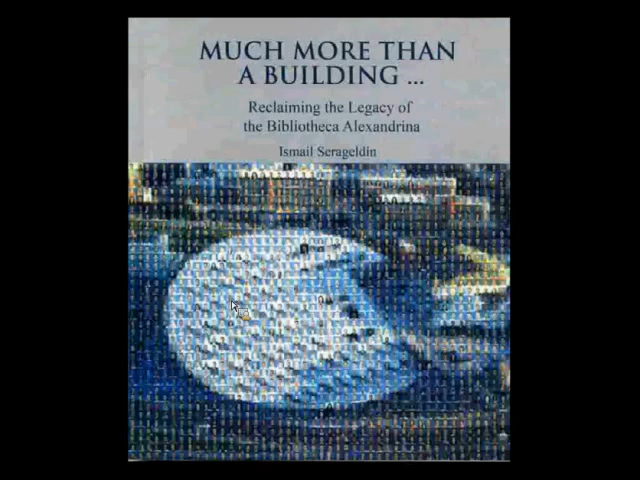 MUCH MORE THAN
A BUILDING ...
Reclaiming the Legacy of
the Bibliotheca Alexandrina
Ismail Serageldin